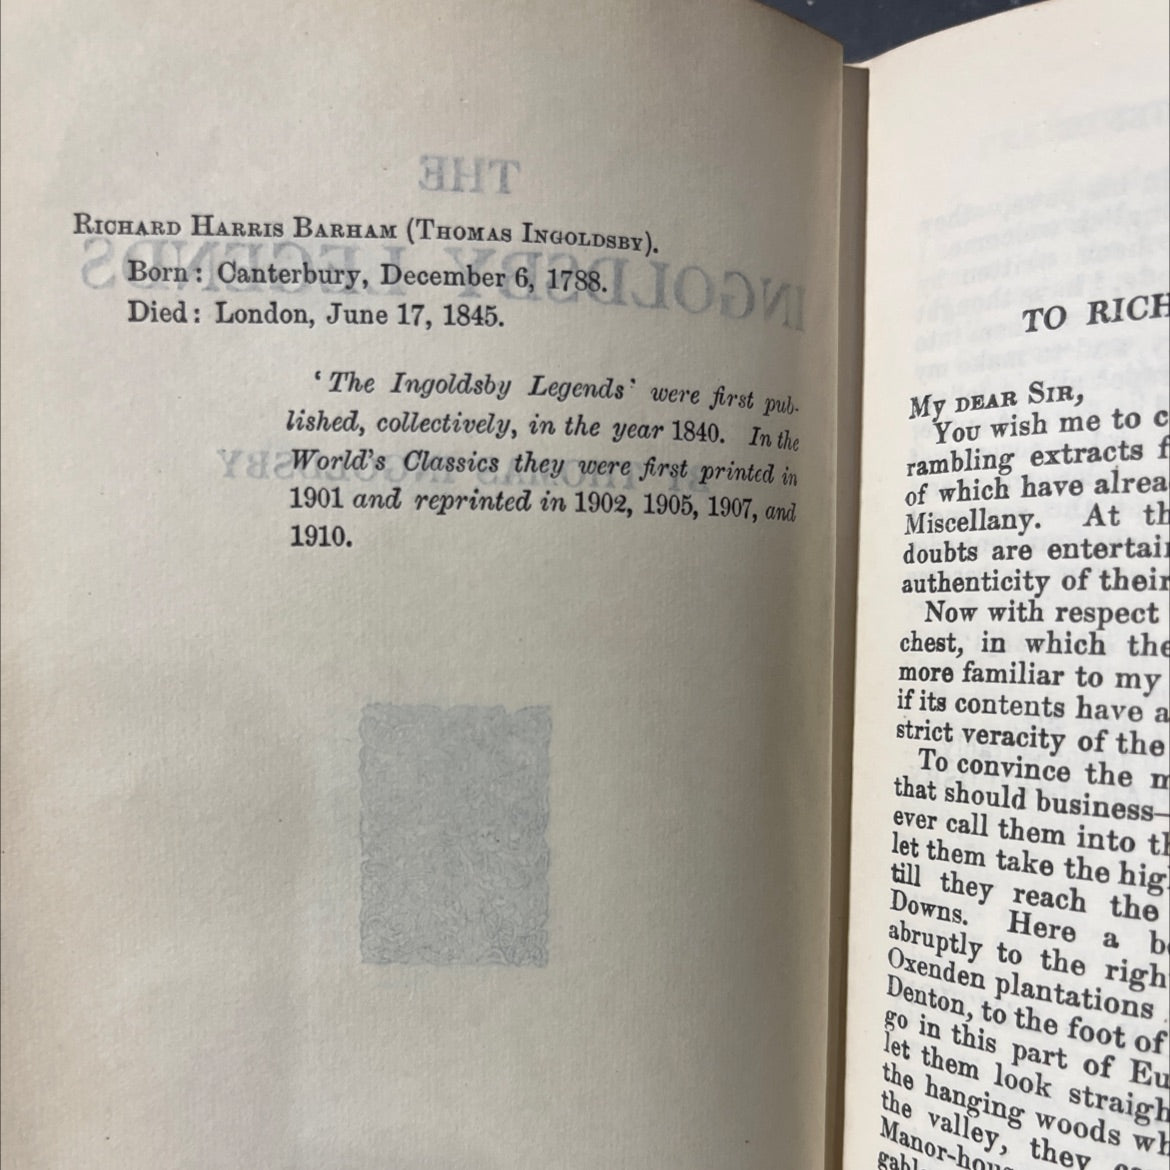 RICHARD HARRIS BARHAM (THOMAS INGOLDSBY).
Born: Canterbury, December 6, 1788.
Died: London, June 17, 1845.
'The Ingoldsby Legends' were first pub-
lished, collectively, in the year 1840. In the
World's Classics they were first printed in
1901 and reprinted in 1902, 1905, 1907, and
1910.
THE
INGOLDSBY LEGENDS
THOMAS INGOLDSBY
TO RICH
My DEAR SIR,
You wish me to c
rambling extracts f
of which have alrea
Miscellany. At th
doubts are entertai
authenticity of their
Now with respect
chest, in which the
more familiar to my
if its contents have a
strict veracity of the
To convince the m
that should business—
ever call them into th
let them take the hig
till they reach the
Downs. Here a b
abruptly to the righ
Oxenden plantations
Denton, to the foot of
go in this part of Eu
let them look straigh
the hanging woods wh
the valley, they
Manor-hou
gabl